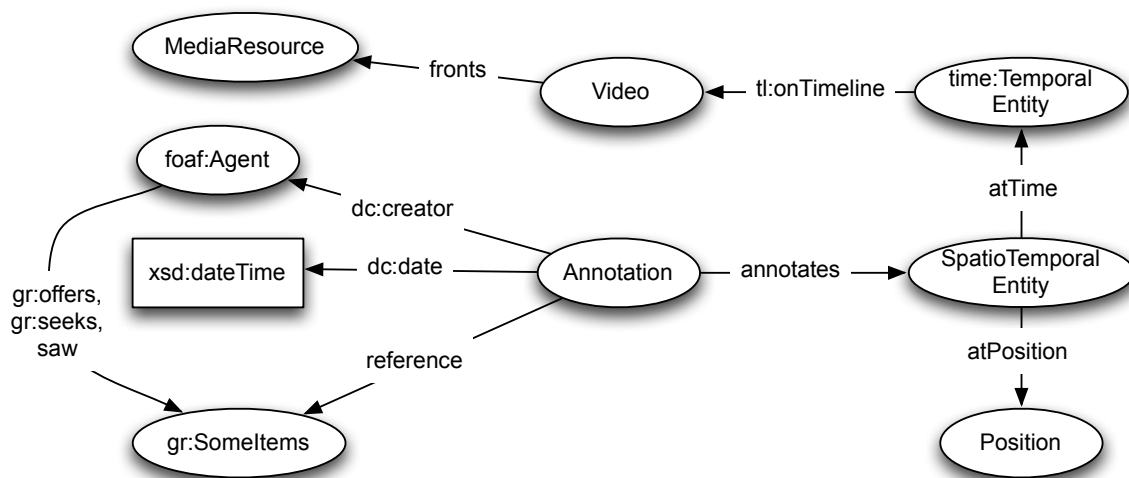 MediaResource
fronts
Video
tl:onTimeline
time:Temporal
Entity
foaf:Agent
dc:creator
atTime
xsd:dateTime
dc:date
Annotation
annotates
SpatioTemporal
Entity
gr:offers,
gr:seeks,
saw
reference
atPosition
gr:SomeItems
Position